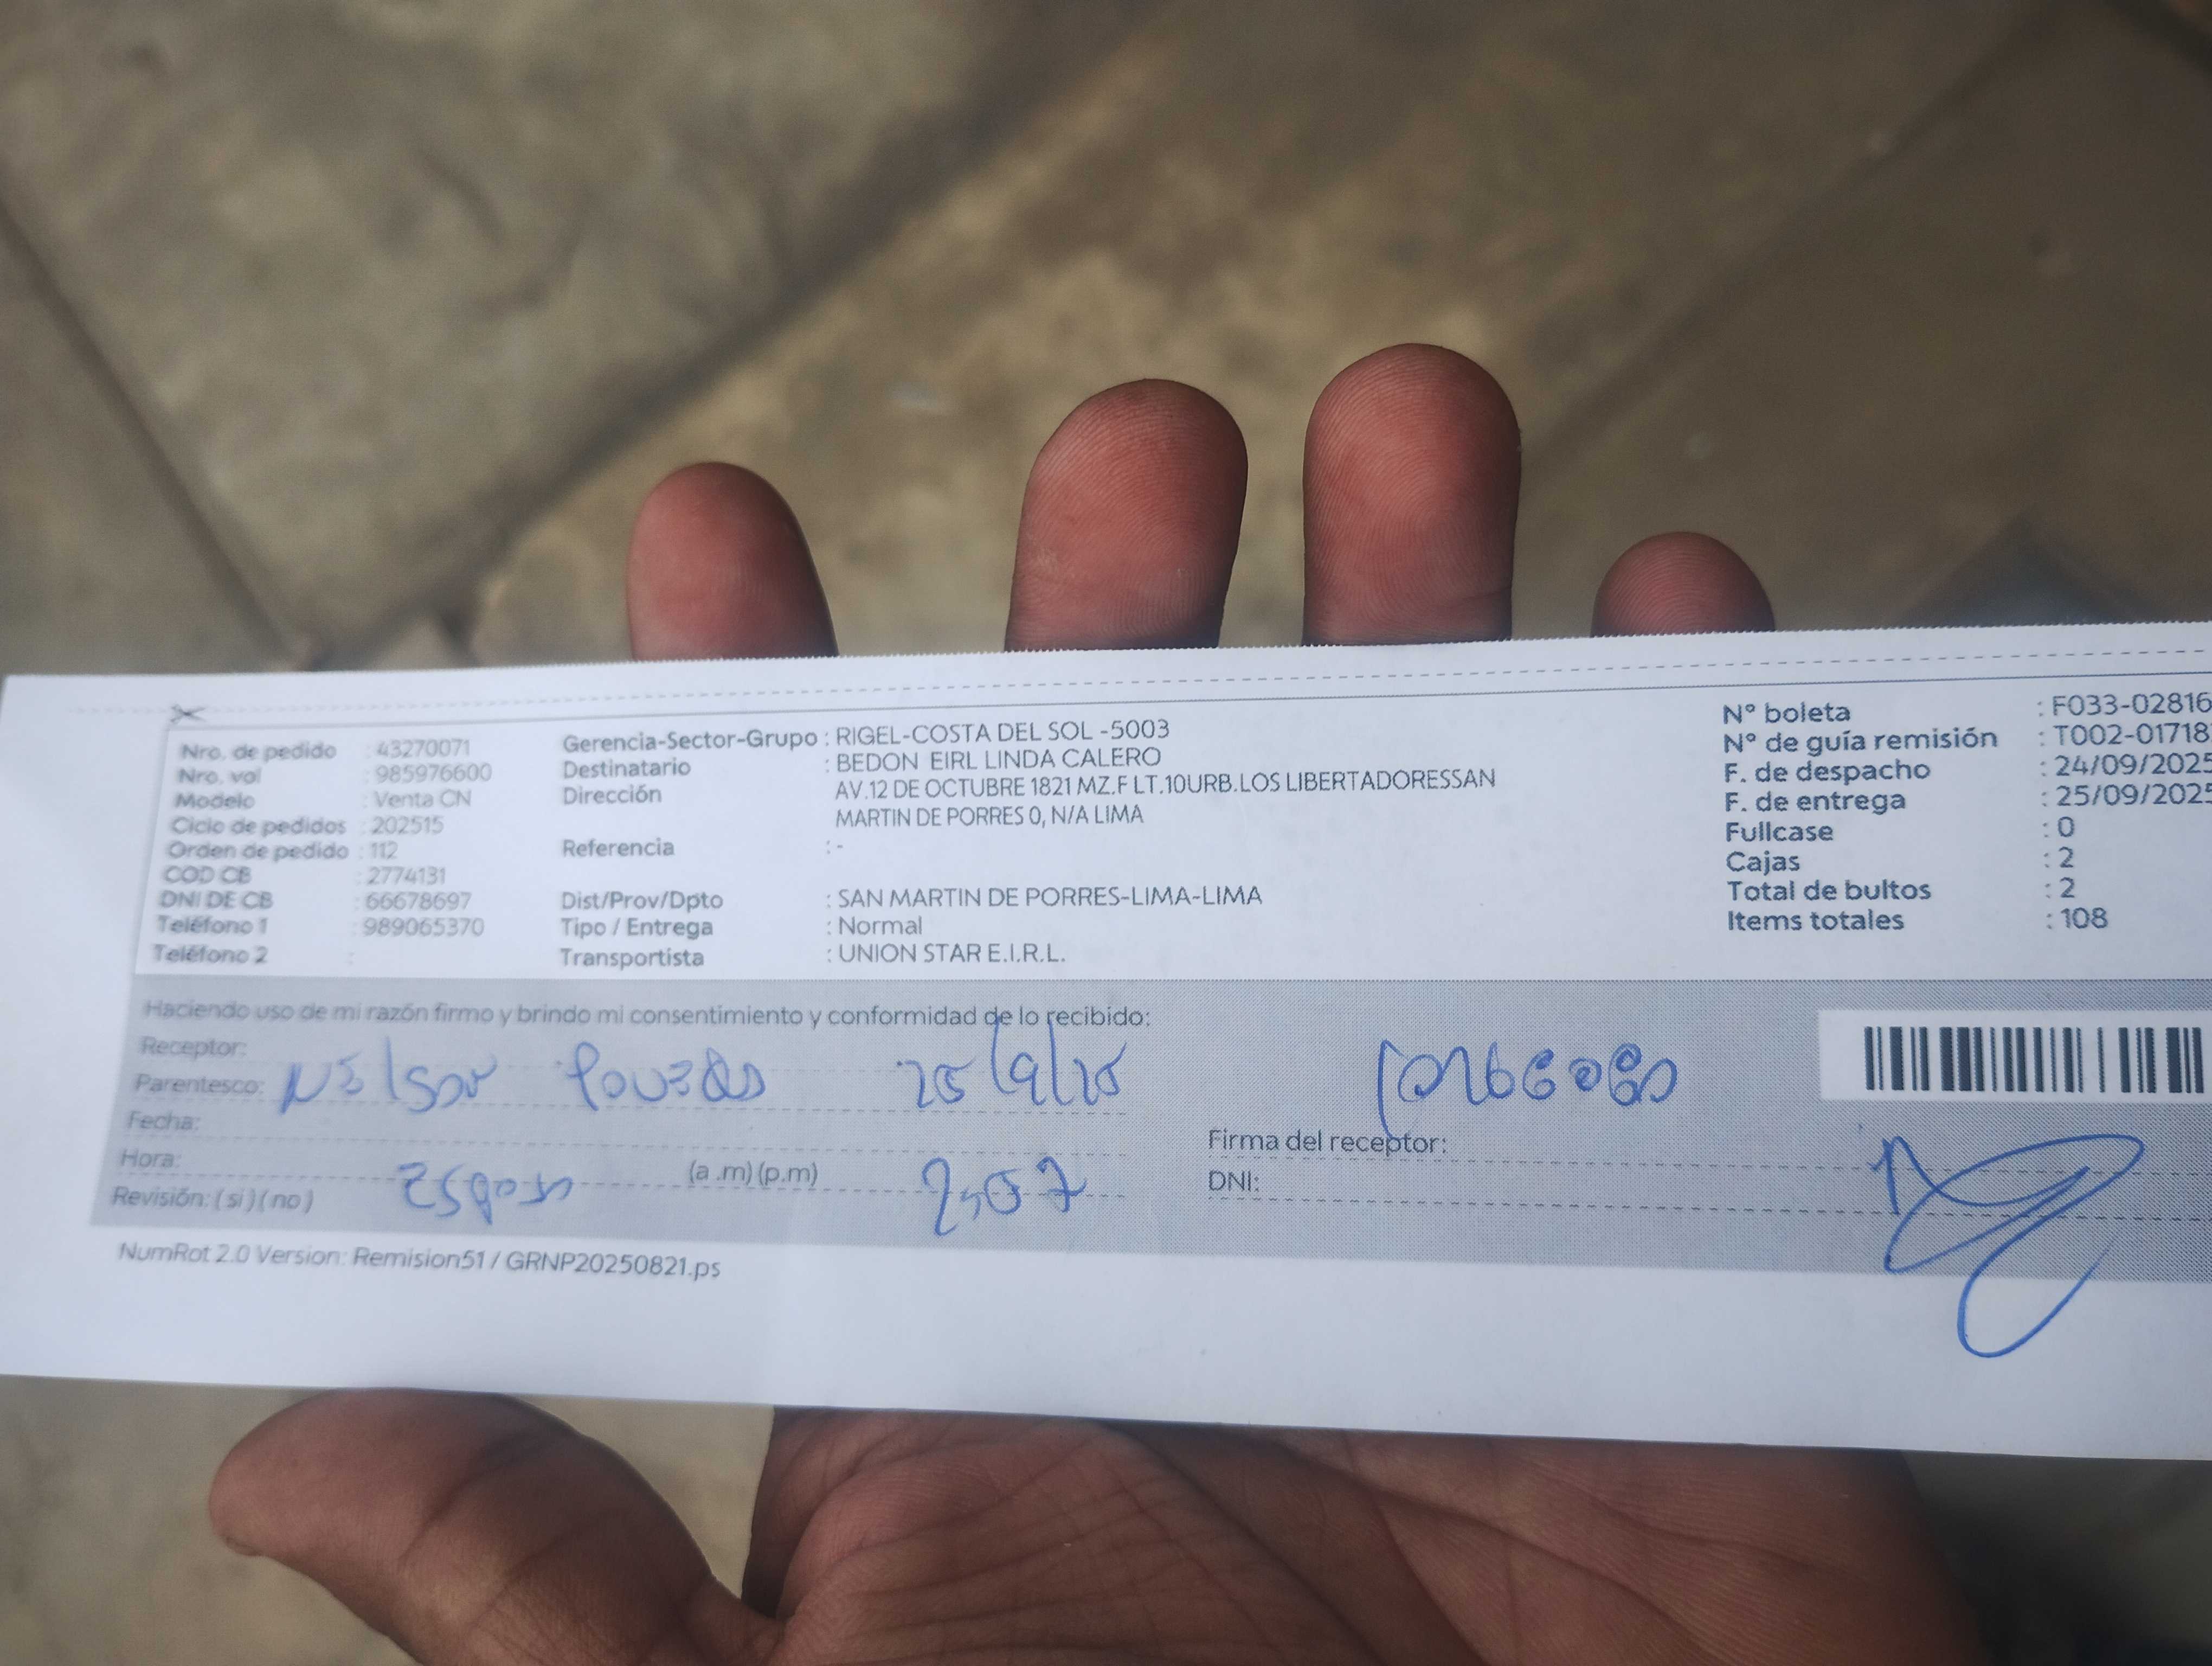 Nro. de pedido : 43270071
Nro. vol : 985976600
Modelo : Venta CN
Ciclo de pedidos : 202515
Orden de pedido : 112
COD CB : 2774131
DNI DE CB : 66678697
Teléfono 1 : 989065370
Teléfono 2 :
Gerencia-Sector-Grupo : RIGEL-COSTA DEL SOL -5003
Destinatario : BEDON EIRL LINDA CALERO
Dirección : AV.12 DE OCTUBRE 1821 MZ.F LT.10URB.LOS LIBERTADORESSAN
MARTIN DE PORRES 0, N/A LIMA
Referencia : -
Dist/Prov/Dpto : SAN MARTIN DE PORRES-LIMA-LIMA
Tipo / Entrega : Normal
Transportista : UNION STAR E.I.R.L.
N° boleta : F033-02816
N° de guía remisión : T002-01718
F. de despacho : 24/09/2025
F. de entrega : 25/09/2025
Fullcase : 0
Cajas : 2
Total de bultos : 2
Items totales : 108
Haciendo uso de mi razón firmo y brindo mi consentimiento y conformidad de lo recibido:
Receptor:
Parentesco: Nelson 25/9/25
Fecha:
Hora: (a .m) (p.m)
Revisión: ( si ) ( no ) Esposo 2:07
Firma del receptor:
DNI:
NumRot 2.0 Version: Remision51 / GRNP20250821.ps